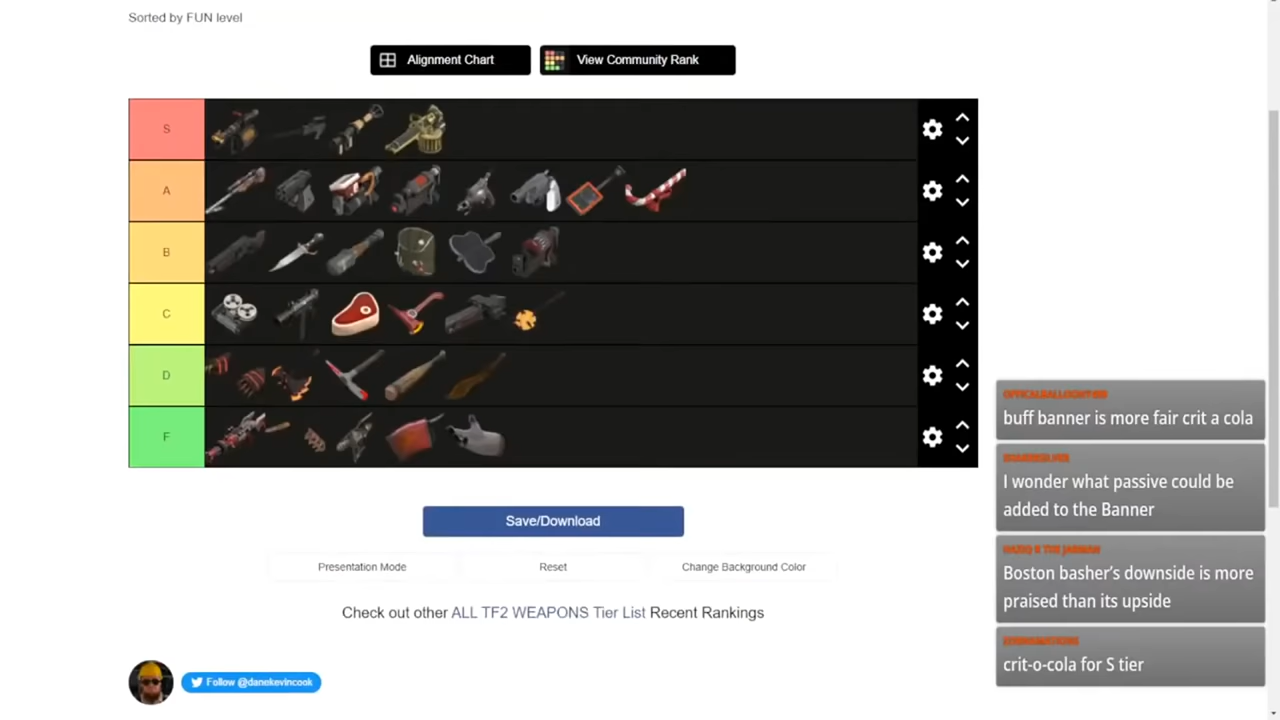 Sorted by FUN level
Alignment Chart
View Community Rank
S
A
B
C
D
F
Save/Download
Presentation Mode
Reset
Change Background Color
Check out other ALL TF2 WEAPONS Tier List Recent Rankings
Follow @danekevincook
buff banner is more fair crit a cola
I wonder what passive could be
added to the Banner
Boston basher's downside is more
praised than its upside
crit-o-cola for S tier